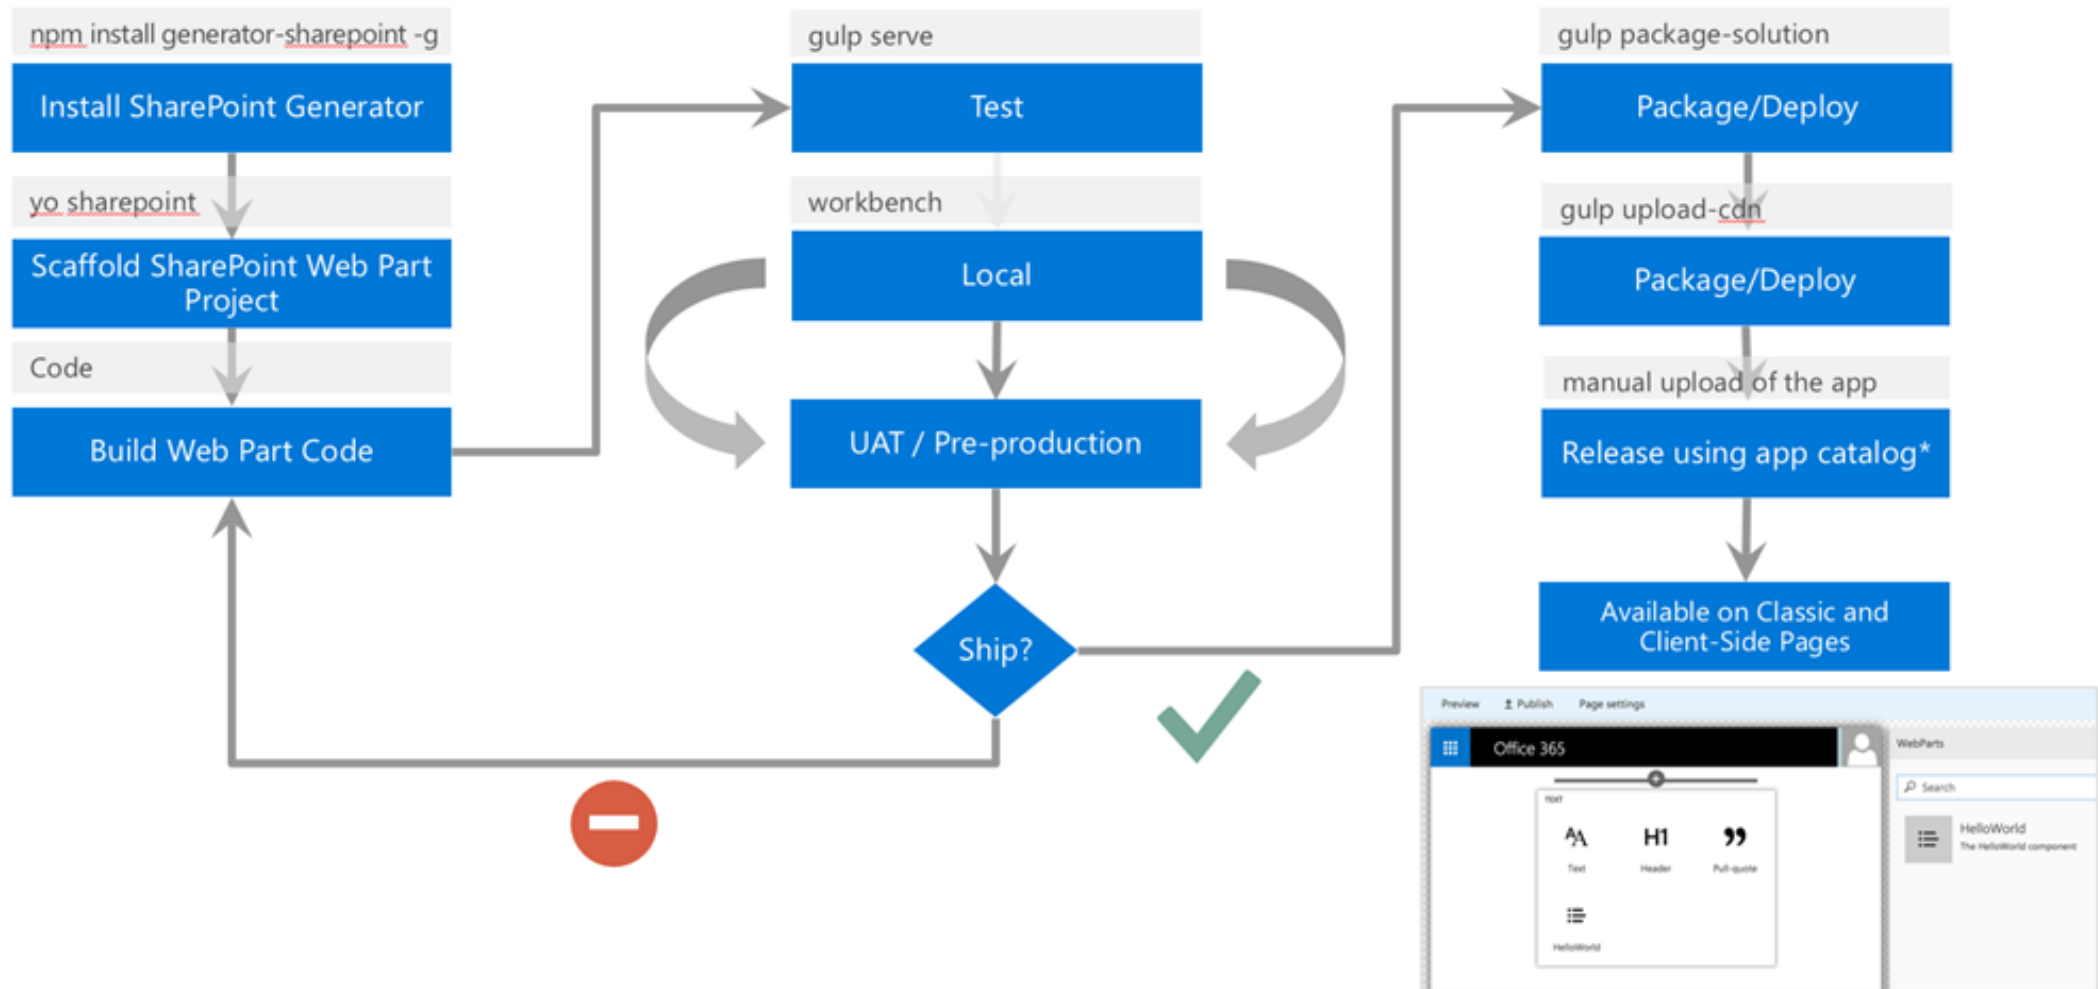 npm install generator-sharepoint -g
Install SharePoint Generator
yo sharepoint
Scaffold SharePoint Web Part
Project
Code
Build Web Part Code
gulp serve
Test
workbench
Local
UAT / Pre-production
Ship?
gulp package-solution
Package/Deploy
gulp upload-cdn
Package/Deploy
manual upload of the app
Release using app catalog*
Available on Classic and
Client-Side Pages
Preview
Publish
Page settings
Office 365
WebParts
Search
HelloWorld
The HelloWorld component
TEXT
AA
H1
Text
Header
Pull-quote
HelloWorld